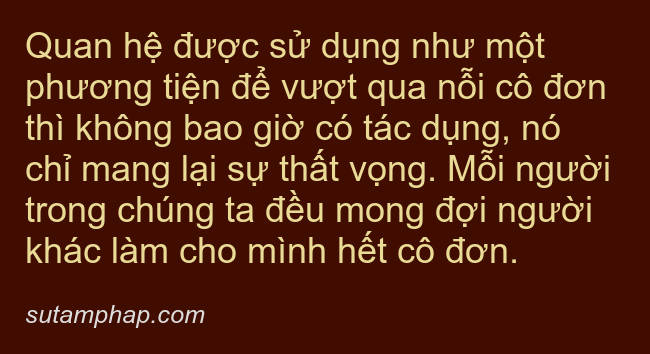 Quan hệ được sử dụng như một
phương tiện để vượt qua nỗi cô đơn
thì không bao giờ có tác dụng, nó
chỉ mang lại sự thất vọng. Mỗi người
trong chúng ta đều mong đợi người
khác làm cho mình hết cô đơn.
sutamphap.com